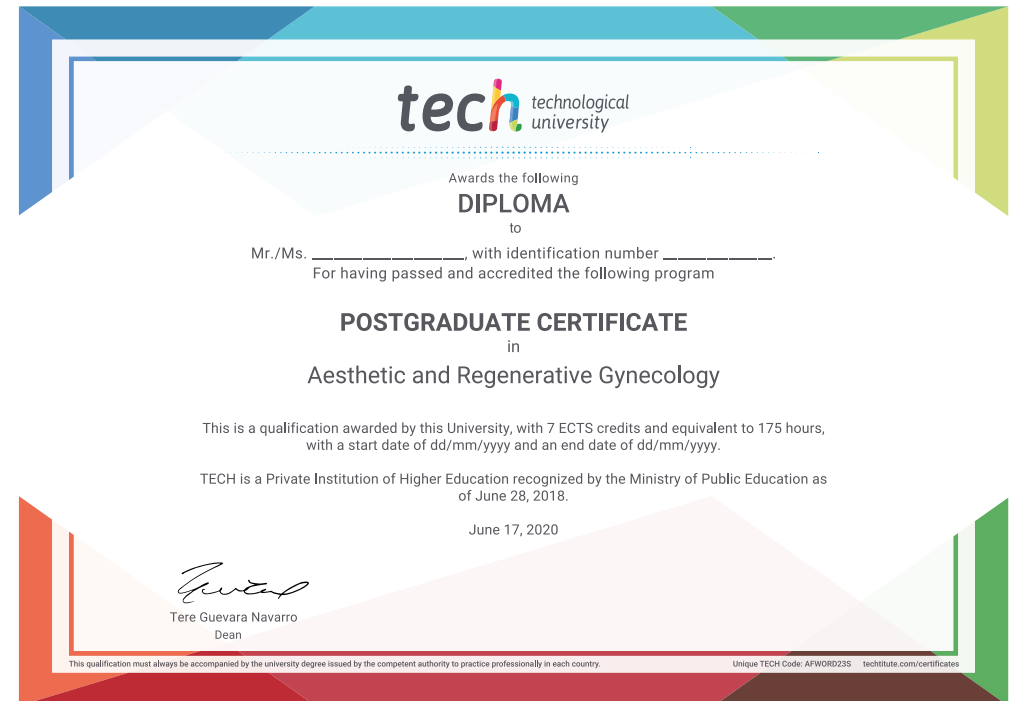 tech technological
university
Awards the following
DIPLOMA
to
Mr./Ms. ____________________, with identification number ______________.
For having passed and accredited the following program
POSTGRADUATE CERTIFICATE
in
Aesthetic and Regenerative Gynecology
This is a qualification awarded by this University, with 7 ECTS credits and equivalent to 175 hours,
with a start date of dd/mm/yyyy and an end date of dd/mm/yyyy.
TECH is a Private Institution of Higher Education recognized by the Ministry of Public Education as
of June 28, 2018.
June 17, 2020
Tere Guevara Navarro
Dean
This qualification must always be accompanied by the university degree issued by the competent authority to practice professionally in each country.
Unique TECH Code: AFWORD23S techtitute.com/certificates